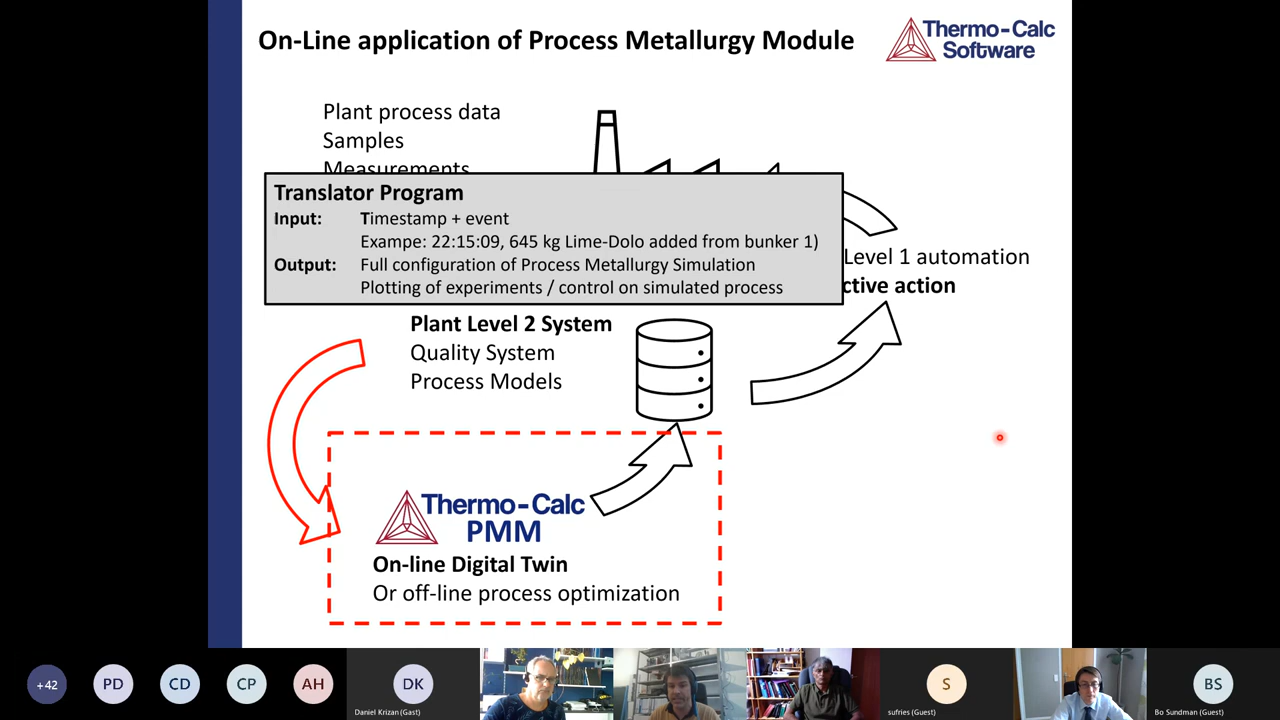 On-Line application of Process Metallurgy Module
Thermo-Calc
Software
Plant process data
Samples
Measurements
Translator Program
Input: Timestamp + event
Exampe: 22:15:09, 645 kg Lime-Dolo added from bunker 1)
Output: Full configuration of Process Metallurgy Simulation
Plotting of experiments / control on simulated process
Level 1 automation
ctive action
Plant Level 2 System
Quality System
Process Models
Thermo-Calc
PMM
On-line Digital Twin
Or off-line process optimization
+42
PD
CD
CP
AH
DK
S
BS
Daniel Krizan (Gast)
sufries (Guest)
Bo Sundman (Guest)